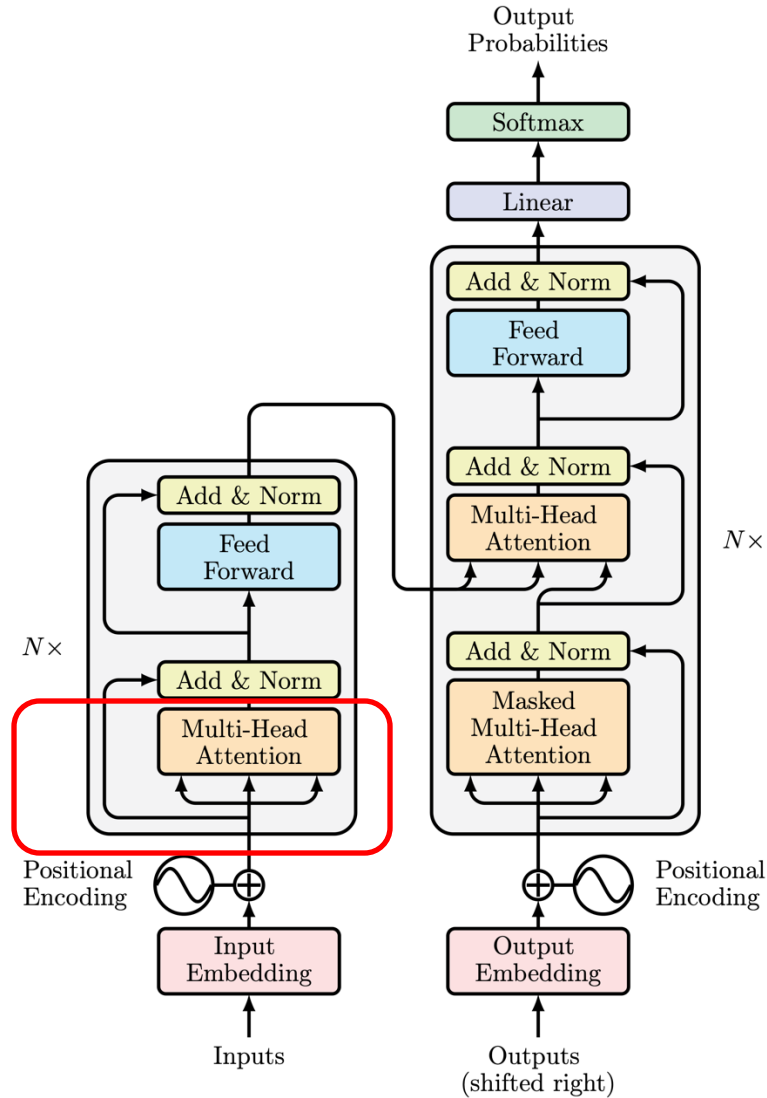 Output
Probabilities
Softmax
Linear
Add & Norm
Feed
Forward
Add & Norm
Multi-Head
Attention
N×
Add & Norm
Masked
Multi-Head
Attention
Add & Norm
Feed
Forward
N×
Add & Norm
Multi-Head
Attention
Positional
Encoding
Positional
Encoding
Input
Embedding
Output
Embedding
Inputs
Outputs
(shifted right)